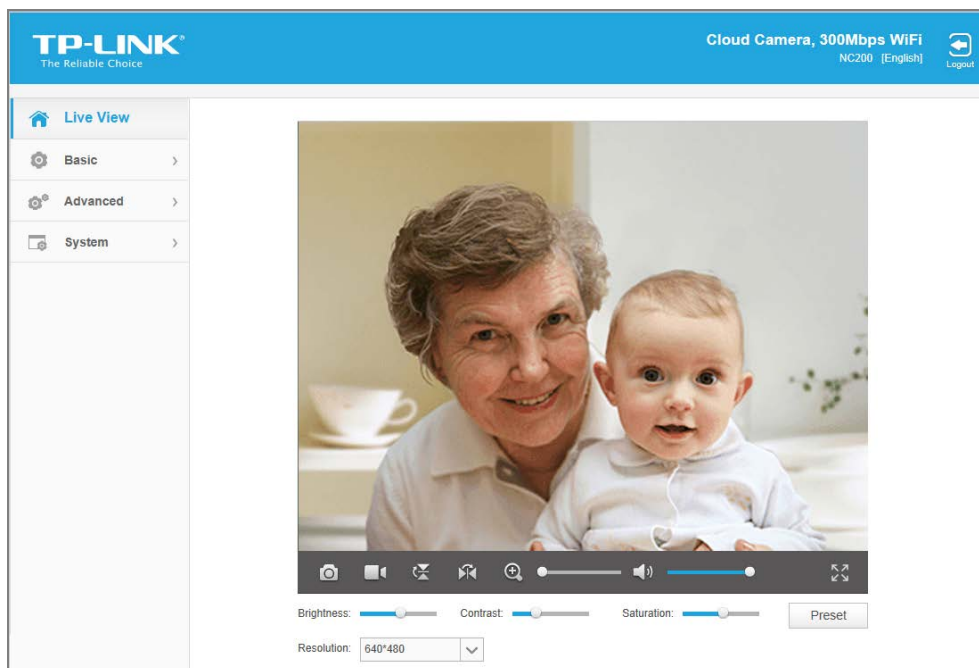 TP-LINK®
The Reliable Choice
Cloud Camera, 300Mbps WiFi
NC200 [English]
Logout
Live View
Basic
Advanced
System
Brightness:
Contrast:
Saturation:
Preset
Resolution:
640*480